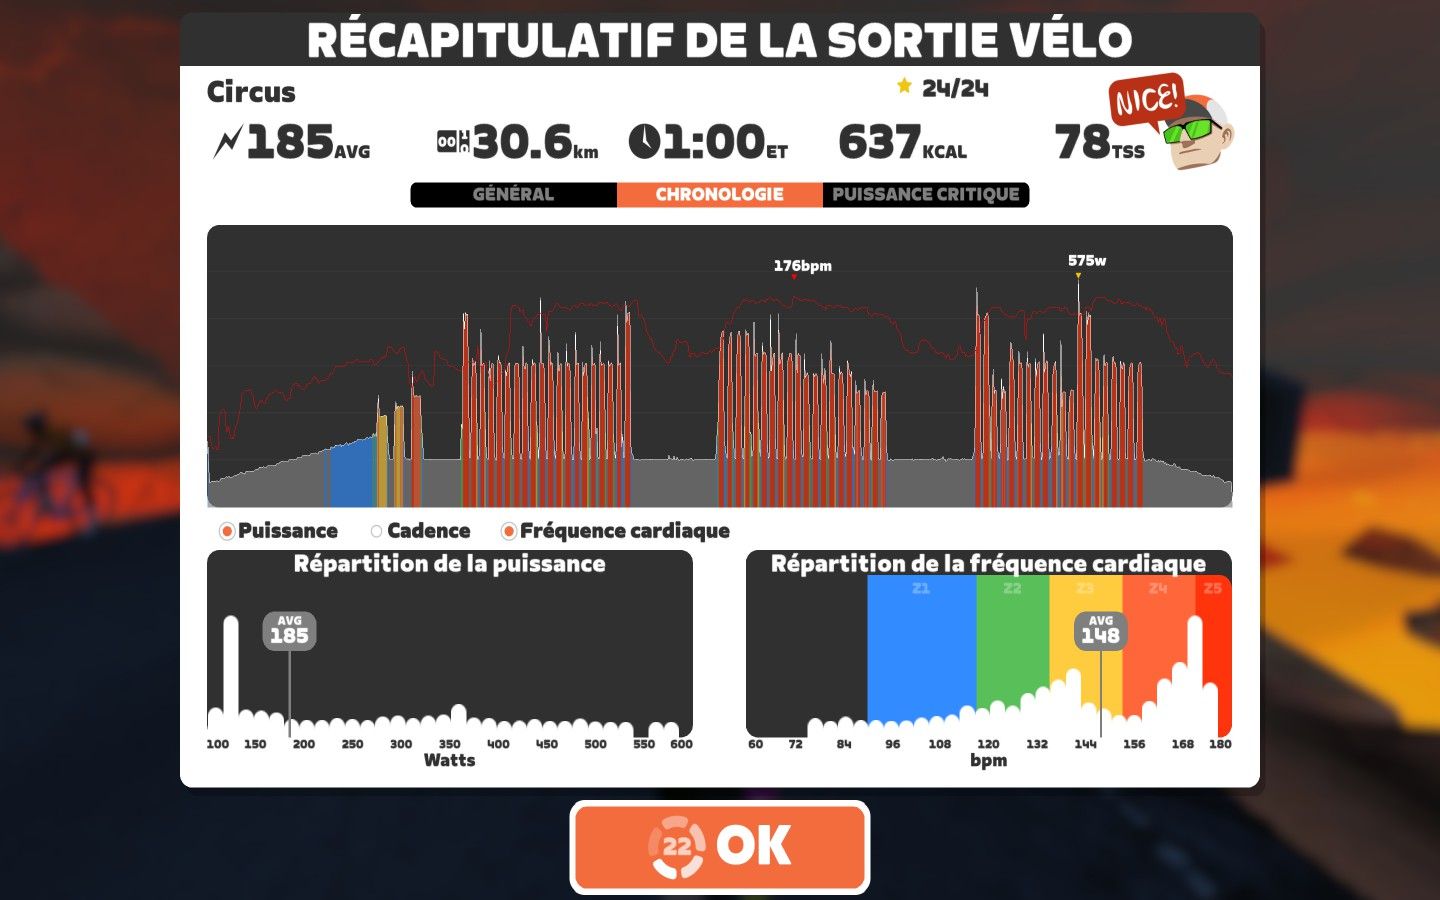 RÉCAPITULATIF DE LA SORTIE VÉLO
Circus
24/24
NICE!
185AVG
30.6km
1:00ET
637KCAL
78TSS
GÉNÉRAL
CHRONOLOGIE
PUISSANCE CRITIQUE
176bpm
575w
Puissance
Cadence
Fréquence cardiaque
Répartition de la puissance
AVG
185
100 150 200 250 300 350 400 450 500 550 600
Watts
Répartition de la fréquence cardiaque
Z1 Z2 Z3 Z4 Z5
AVG
148
60 72 84 96 108 120 132 144 156 168 180
bpm
22 OK